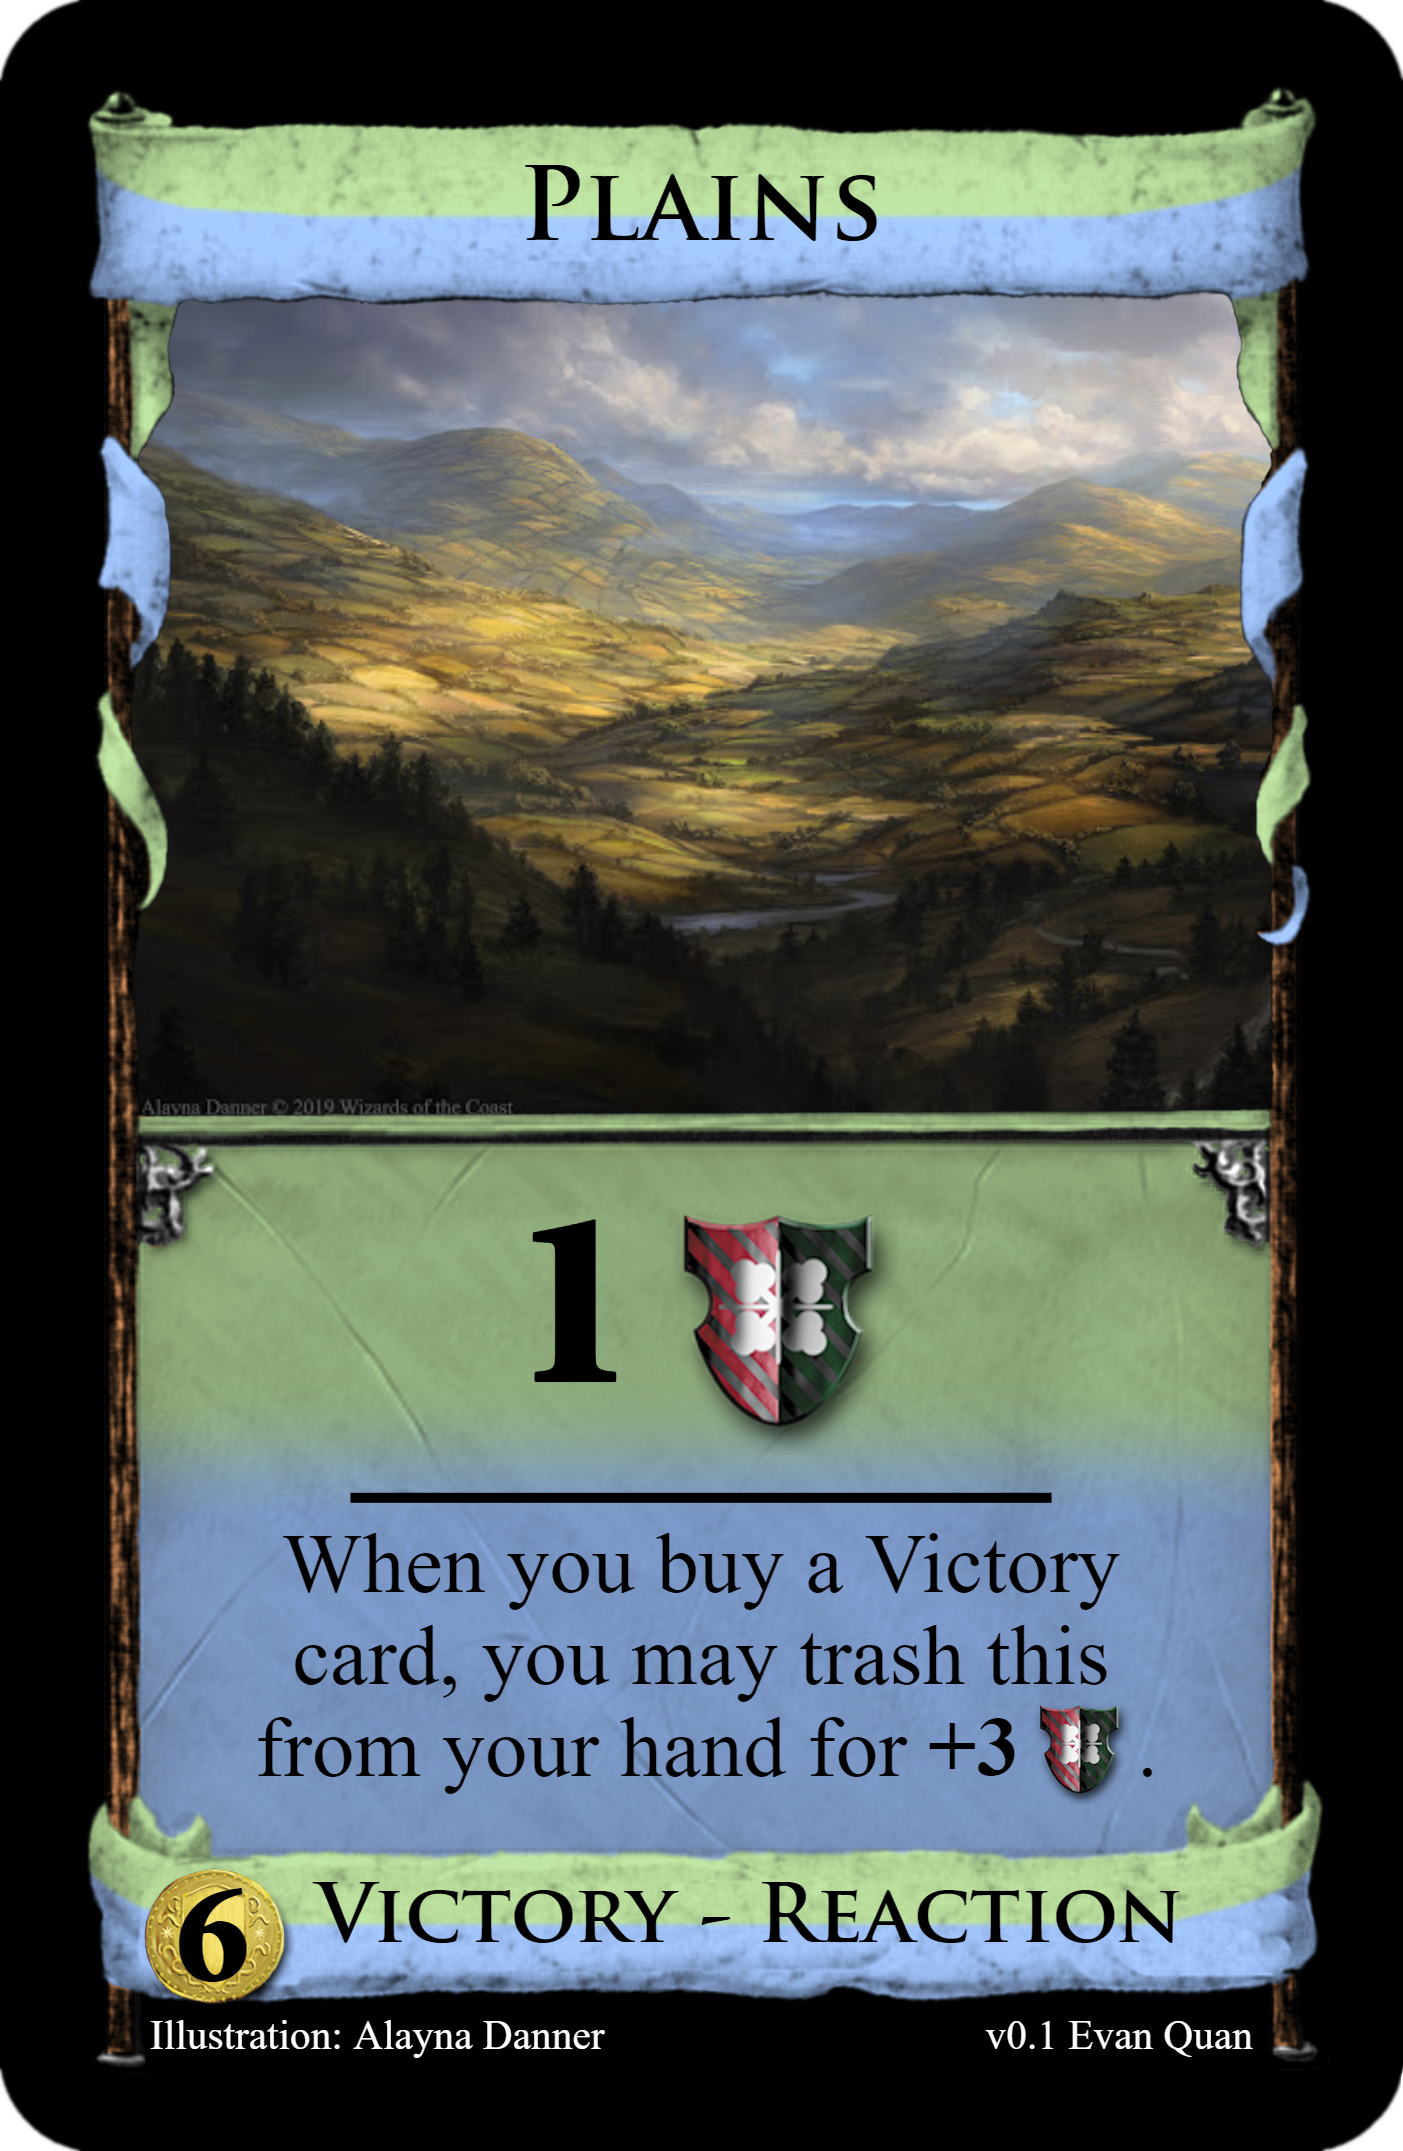 Plains
Alayna Danner © 2019 Wizards of the Coast
1
When you buy a Victory
card, you may trash this
from your hand for +3 .
6 Victory - Reaction
Illustration: Alayna Danner
v0.1 Evan Quan